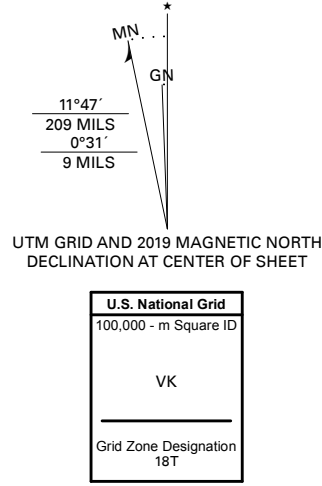 ★
MN
GN
11°47´
209 MILS
0°31´
9 MILS
UTM GRID AND 2019 MAGNETIC NORTH
DECLINATION AT CENTER OF SHEET
U.S. National Grid
100,000 - m Square ID
VK
Grid Zone Designation
18T